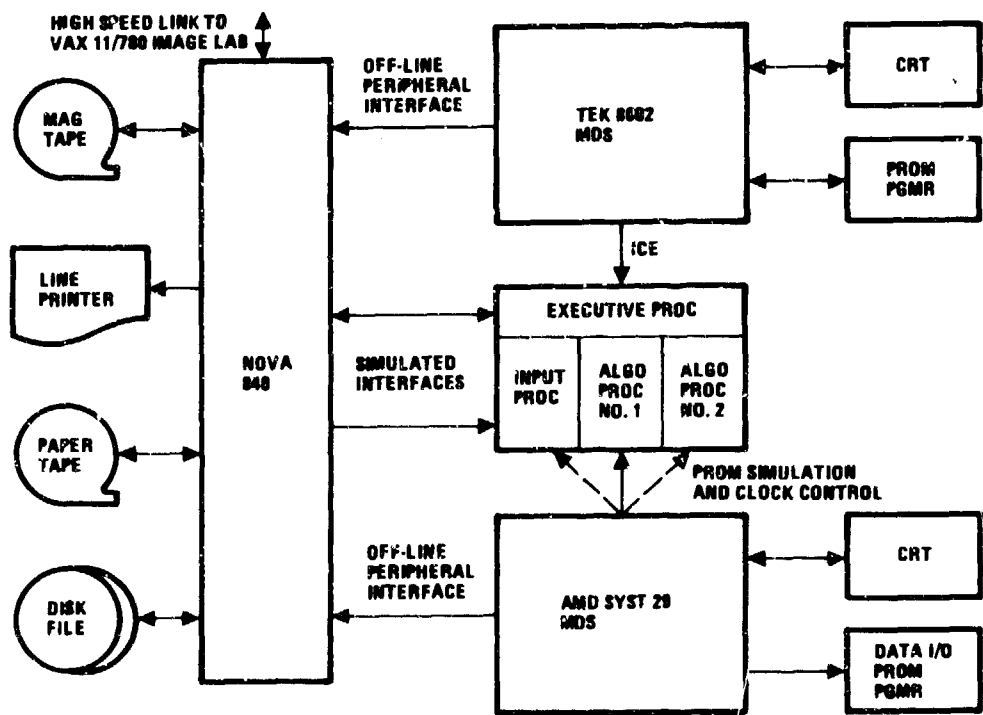 HIGH SPEED LINK TO
VAX 11/780 IMAGE LAB
MAG
TAPE
LINE
PRINTER
PAPER
TAPE
DISK
FILE
NOVA
840
OFF-LINE
PERIPHERAL
INTERFACE
SIMULATED
INTERFACES
OFF-LINE
PERIPHERAL
INTERFACE
TEK 8002
MDS
CRT
PROM
PGMR
ICE
EXECUTIVE PROC
INPUT
PROC
ALGO
PROC
NO. 1
ALGO
PROC
NO. 2
PROM SIMULATION
AND CLOCK CONTROL
AMD SYST 29
MDS
CRT
DATA I/O
PROM
PGMR